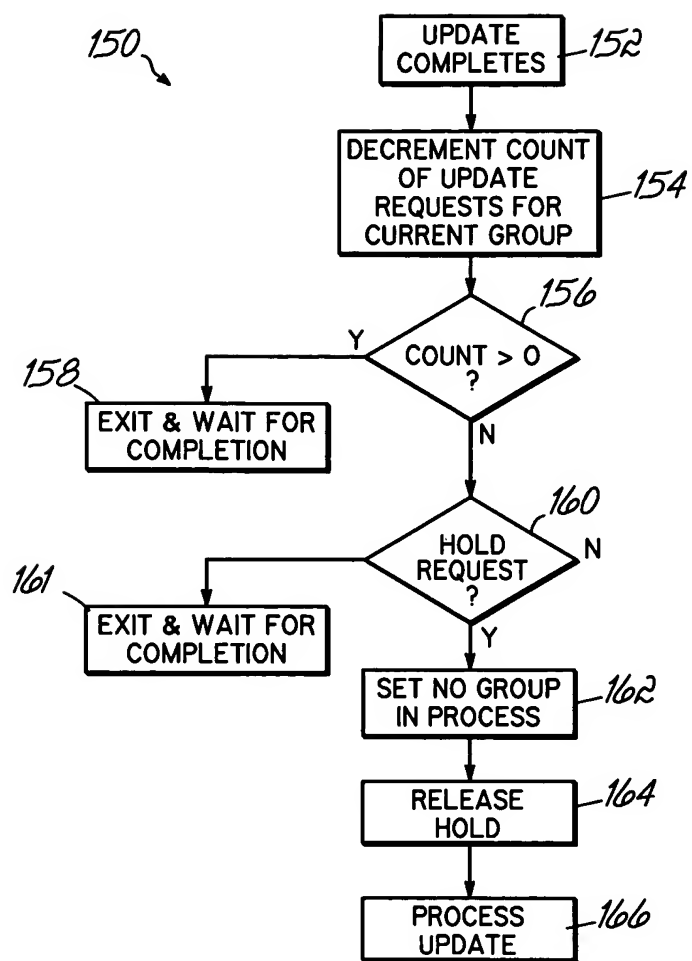 150
UPDATE
COMPLETES
152
DECREMENT COUNT
OF UPDATE
REQUESTS FOR
CURRENT GROUP
154
156
COUNT > 0
?
Y
N
158
EXIT & WAIT FOR
COMPLETION
160
HOLD
REQUEST
?
N
Y
161
EXIT & WAIT FOR
COMPLETION
SET NO GROUP
IN PROCESS
162
RELEASE
HOLD
164
PROCESS
UPDATE
166